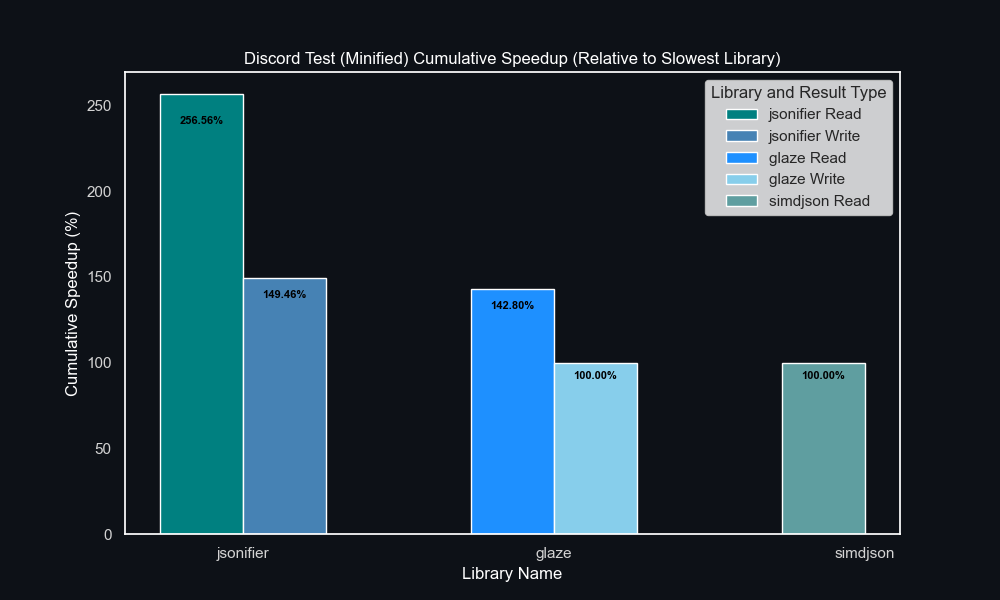 Discord Test (Minified) Cumulative Speedup (Relative to Slowest Library)
Library and Result Type
jsonifier Read
jsonifier Write
glaze Read
glaze Write
simdjson Read
Cumulative Speedup (%)
250
200
150
100
50
0
256.56%
149.46%
142.80%
100.00%
100.00%
jsonifier
glaze
simdjson
Library Name